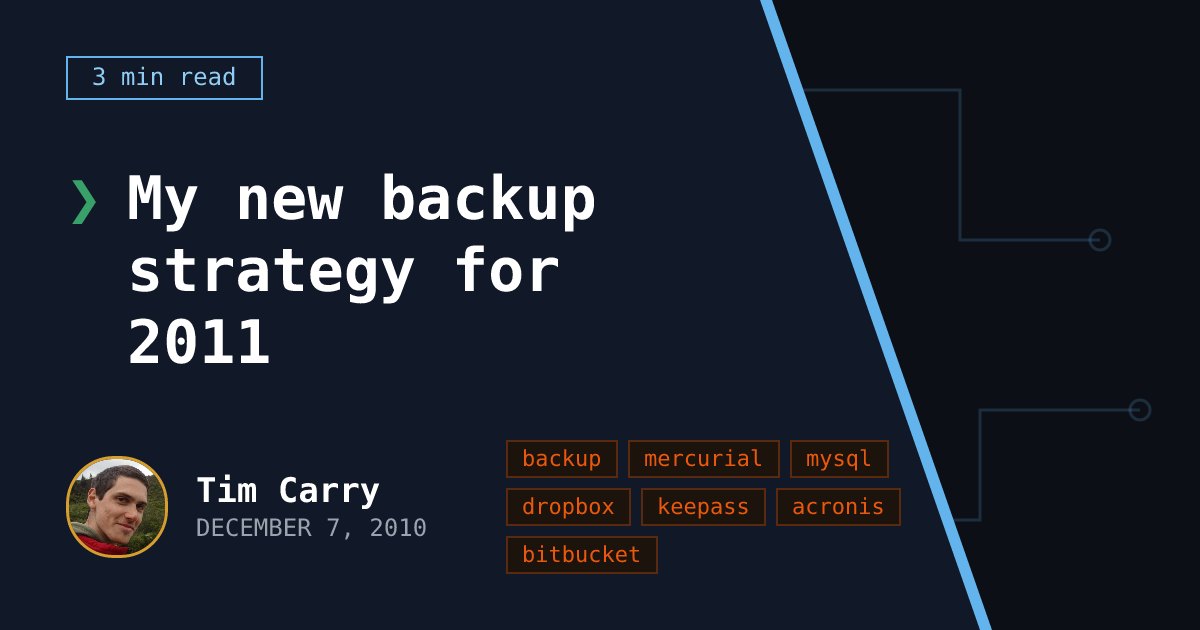 3 min read
❯ My new backup
strategy for
2011
Tim Carry
DECEMBER 7, 2010
backup mercurial mysql
dropbox keepass acronis
bitbucket